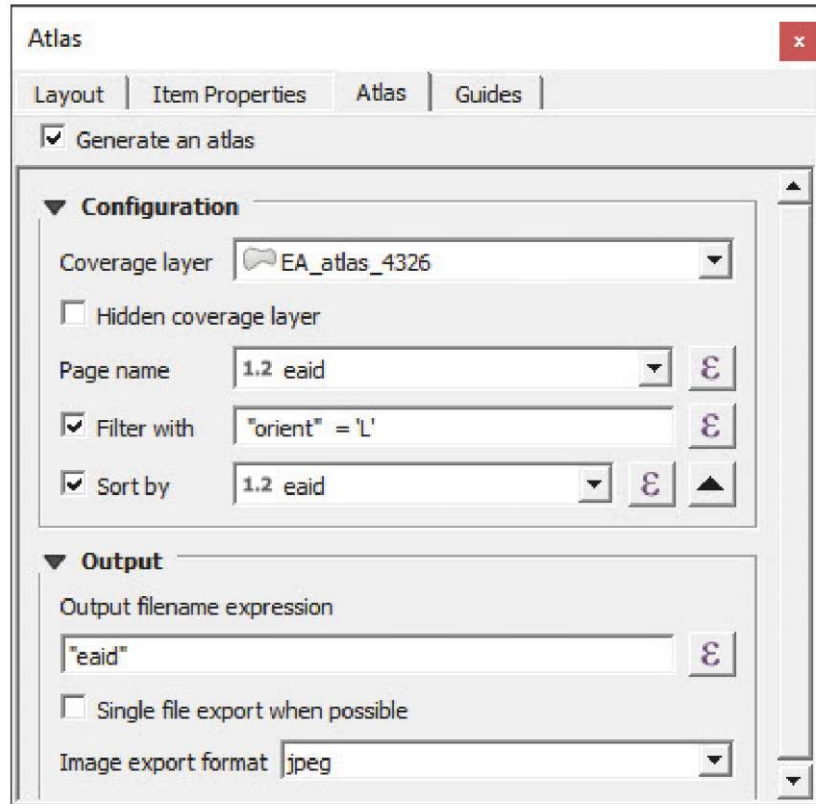 Atlas
x
Layout Item Properties Atlas Guides
Generate an atlas
Configuration
Coverage layer EA_atlas_4326
Hidden coverage layer
Page name 1.2 eaid ε
Filter with "orient" = 'L' ε
Sort by 1.2 eaid ε
Output
Output filename expression
"eaid" ε
Single file export when possible
Image export format jpeg